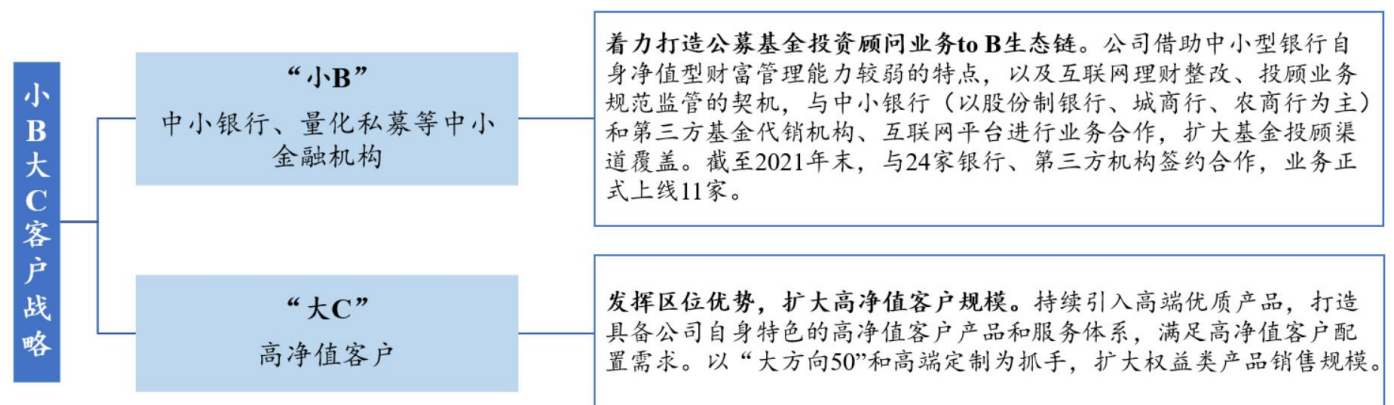 小B大C客户战略
“小B”
中小银行、量化私募等中小
金融机构
着力打造公募基金投资顾问业务to B生态链。公司借助中小型银行自
身净值型财富管理能力较弱的特点，以及互联网理财整改、投顾业务
规范监管的契机，与中小银行（以股份制银行、城商行、农商行为主）
和第三方基金代销机构、互联网平台进行业务合作，扩大基金投顾渠
道覆盖。截至2021年末，与24家银行、第三方机构签约合作，业务正
式上线11家。
“大C”
高净值客户
发挥区位优势，扩大高净值客户规模。持续引入高端优质产品，打造
具备公司自身特色的高净值客户产品和服务体系，满足高净值客户配
置需求。以“大方向50”和高端定制为抓手，扩大权益类产品销售规模。